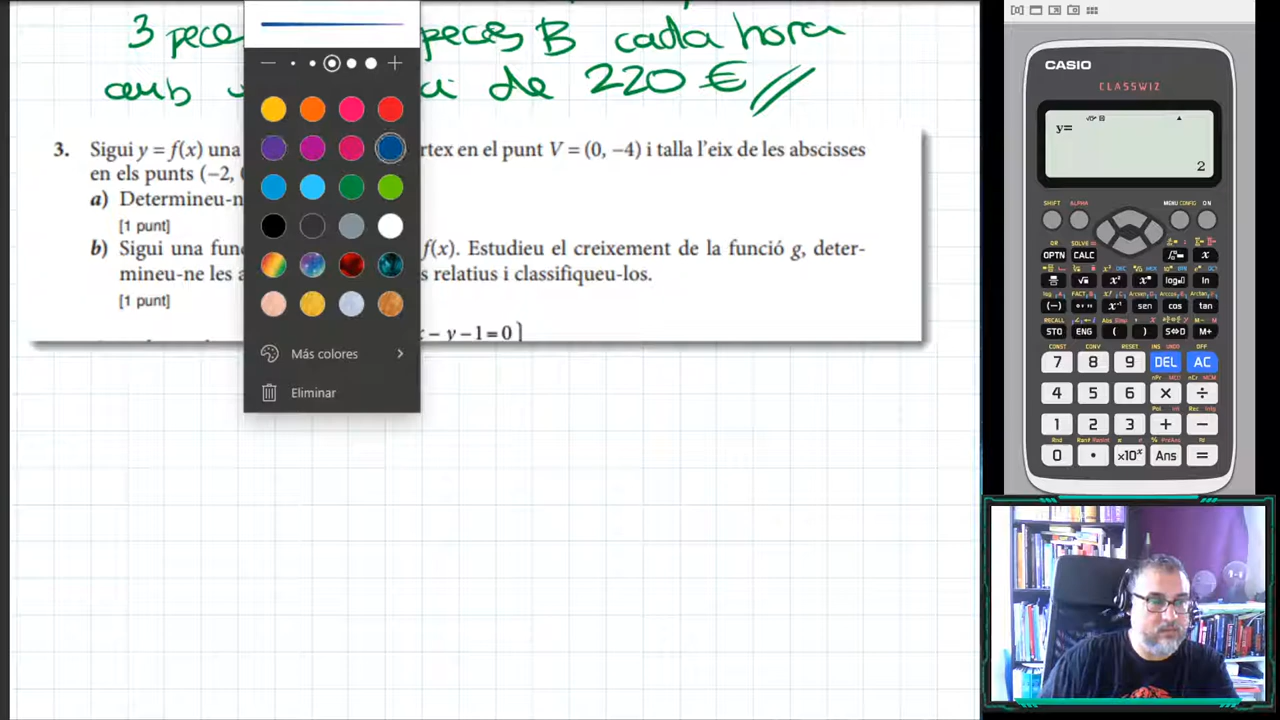 3 pece
peces B cada hora
amb
de 220 € //
3. Sigui y = f(x) una
rtex en el punt V = (0, −4) i talla l'eix de les abscisses
en els punts (−2,
a) Determineu-n
[1 punt]
b) Sigui una func
f(x). Estudieu el creixement de la funció g, deter-
mineu-ne les a
s relatius i classifiqueu-los.
[1 punt]
− y − 1 = 0
Más colores
Eliminar
CASIO
CLASSWIZ
y=
2
SHIFT ALPHA MENU CONFIG ON
OPTN CALC x
log ln
(−) sen cos tan
STO ENG ( ) S⇔D M+
7 8 9 DEL AC
4 5 6 × ÷
1 2 3 + −
0 • ×10ˣ Ans =